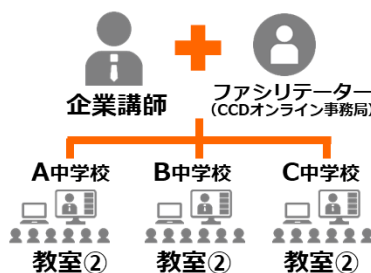 企業講師
ファシリテーター
(CCDオンライン事務局)
A中学校 B中学校 C中学校
教室② 教室② 教室②